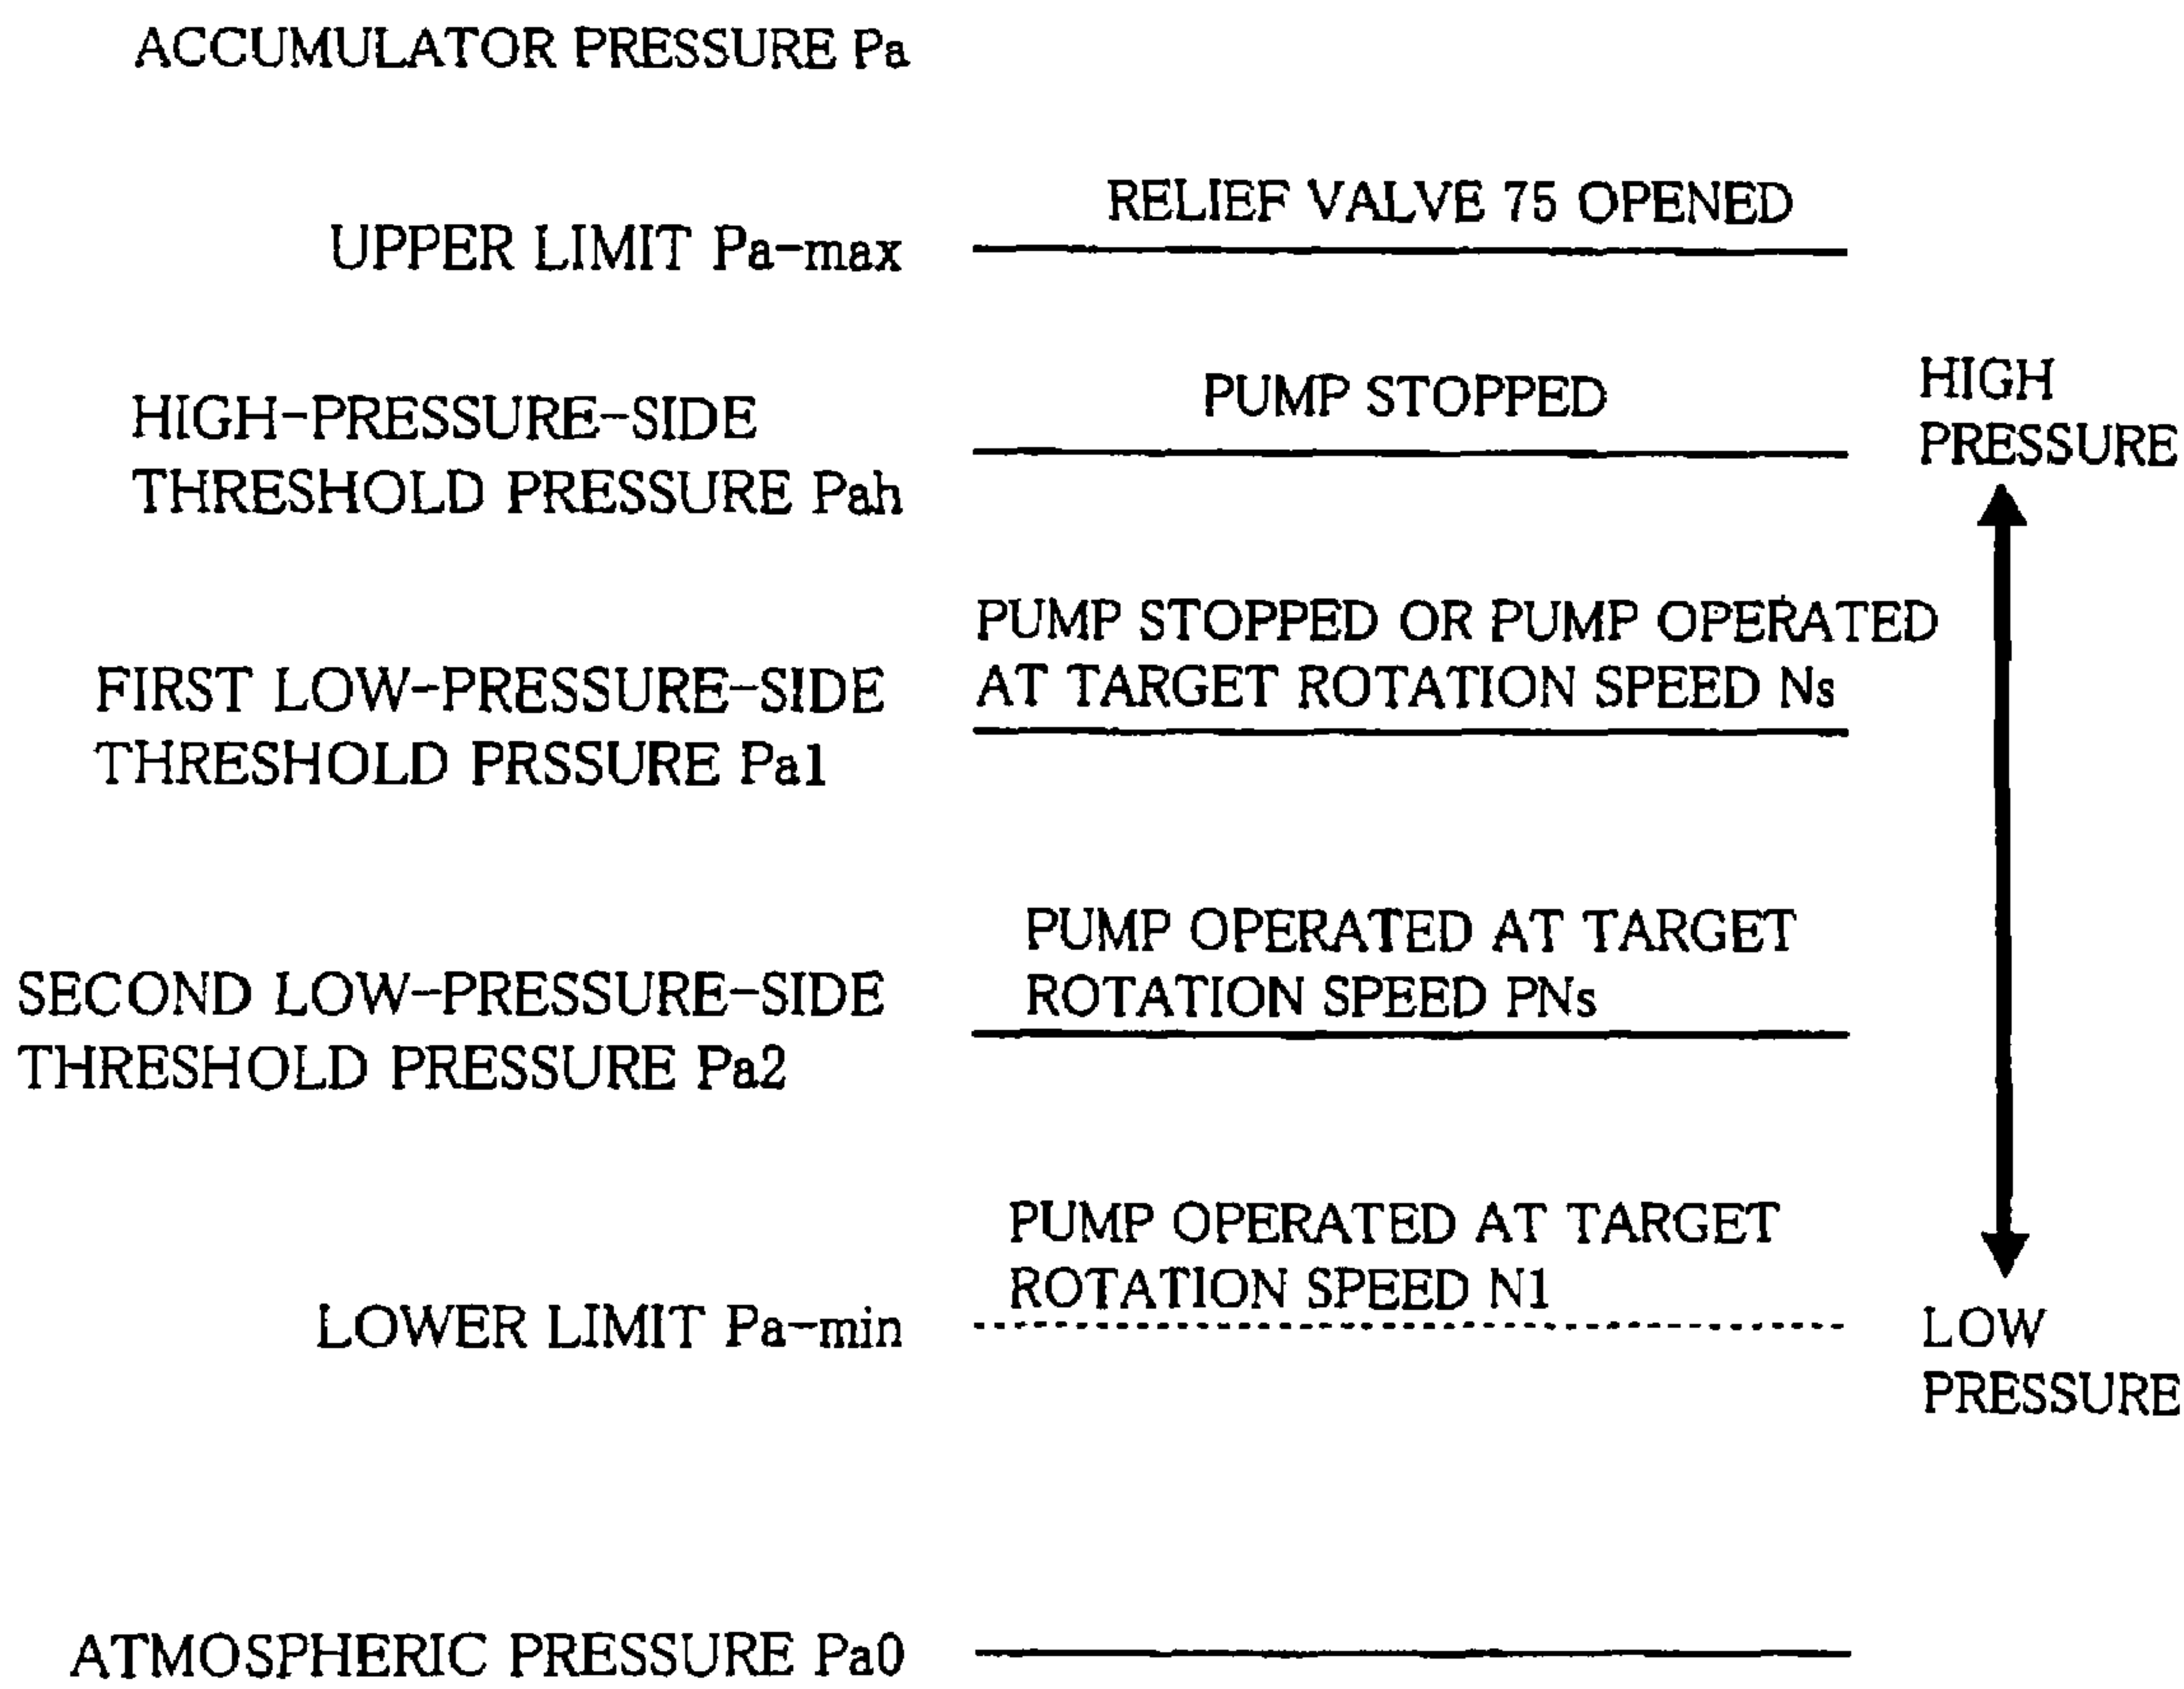 ACCUMULATOR PRESSURE Pa
RELIEF VALVE 75 OPENED
UPPER LIMIT Pa-max
PUMP STOPPED
HIGH-PRESSURE-SIDE
THRESHOLD PRESSURE Pah
HIGH
PRESSURE
PUMP STOPPED OR PUMP OPERATED
AT TARGET ROTATION SPEED Ns
FIRST LOW-PRESSURE-SIDE
THRESHOLD PRSSURE Pa1
PUMP OPERATED AT TARGET
ROTATION SPEED PNs
SECOND LOW-PRESSURE-SIDE
THRESHOLD PRESSURE Pa2
PUMP OPERATED AT TARGET
ROTATION SPEED N1
LOWER LIMIT Pa-min
LOW
PRESSURE
ATMOSPHERIC PRESSURE Pa0